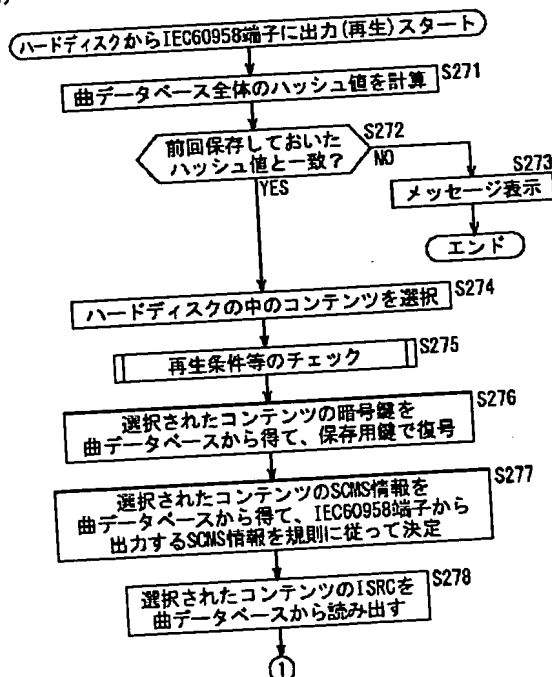 ハードディスクからIEC60958端子に出力(再生)スタート
曲データベース全体のハッシュ値を計算
S271
前回保存しておいた
ハッシュ値と一致?
S272
NO
YES
S273
メッセージ表示
エンド
ハードディスクの中のコンテンツを選択
S274
再生条件等のチェック
S275
選択されたコンテンツの暗号鍵を
曲データベースから得て、保存用鍵で復号
S276
選択されたコンテンツのSCMS情報を
曲データベースから得て、IEC60958端子から
出力するSCMS情報を規則に従って決定
S277
選択されたコンテンツのISRCを
曲データベースから読み出す
S278
①